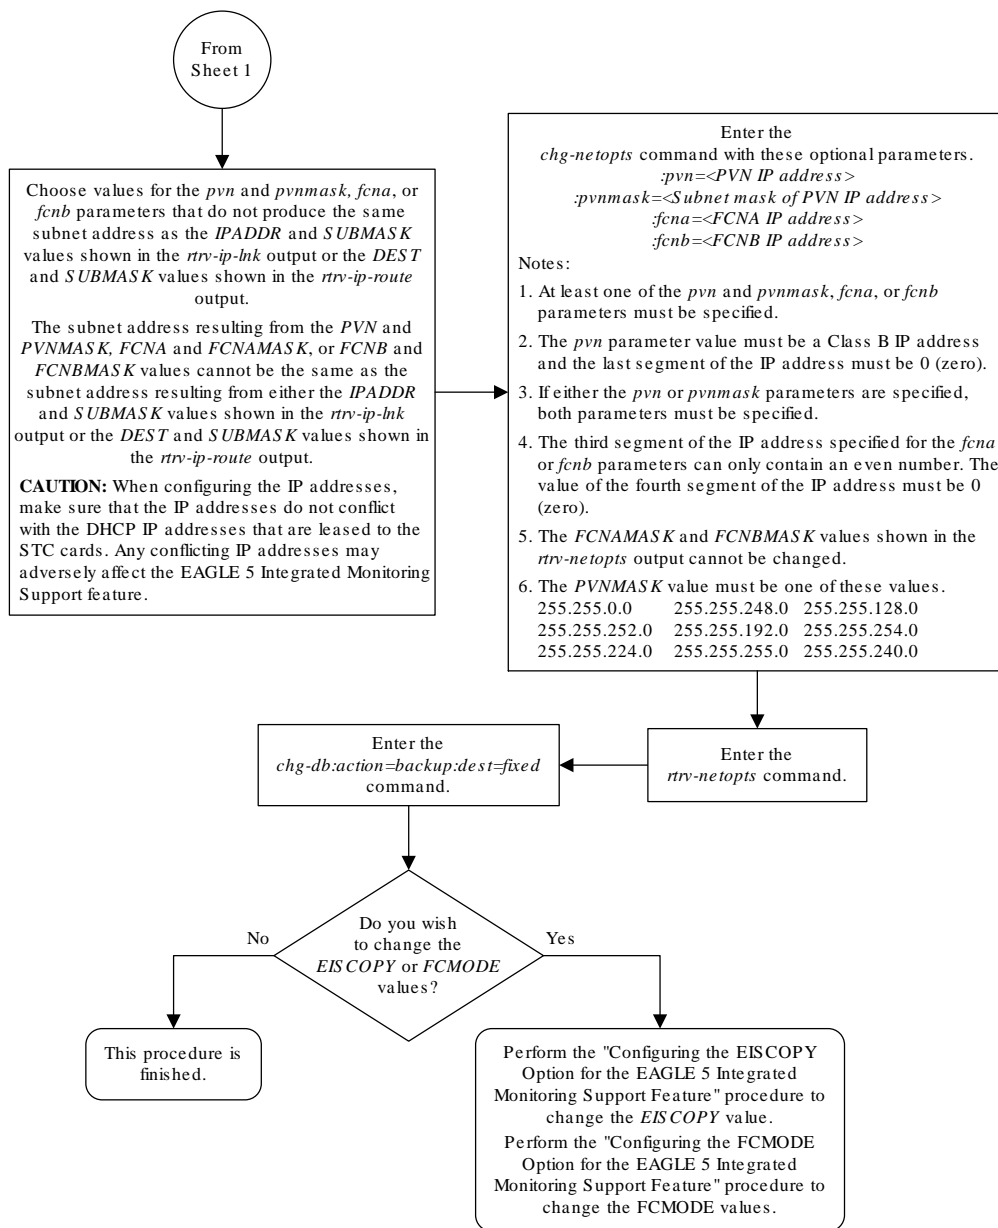 From
Sheet 1
Choose values for the pvn and pvnmask, fcna, or
fcnb parameters that do not produce the same
subnet address as the IPADDR and SUBMASK
values shown in the rtrv-ip-lnk output or the DEST
and SUBMASK values shown in the rtrv-ip-route
output.
The subnet address resulting from the PVN and
PVNMASK, FCNA and FCNAMASK, or FCNB and
FCNBMASK values cannot be the same as the
subnet address resulting from either the IPADDR
and SUBMASK values shown in the rtrv-ip-lnk
output or the DEST and SUBMASK values shown in
the rtrv-ip-route output.
CAUTION: When configuring the IP addresses,
make sure that the IP addresses do not conflict
with the DHCP IP addresses that are leased to the
STC cards. Any conflicting IP addresses may
adversely affect the EAGLE 5 Integrated Monitoring
Support feature.
Enter the
chg-netopts command with these optional parameters.
:pvn=<PVN IP address>
:pvnmask=<Subnet mask of PVN IP address>
:fcna=<FCNA IP address>
:fcnb=<FCNB IP address>
Notes:
1. At least one of the pvn and pvnmask, fcna, or fcnb
parameters must be specified.
2. The pvn parameter value must be a Class B IP address
and the last segment of the IP address must be 0 (zero).
3. If either the pvn or pvnmask parameters are specified,
both parameters must be specified.
4. The third segment of the IP address specified for the fcna
or fcnb parameters can only contain an even number. The
value of the fourth segment of the IP address must be 0
(zero).
5. The FCNAMASK and FCNBMASK values shown in the
rtrv-netopts output cannot be changed.
6. The PVNMASK value must be one of these values.
255.255.0.0 255.255.248.0 255.255.128.0
255.255.252.0 255.255.192.0 255.255.254.0
255.255.224.0 255.255.255.0 255.255.240.0
Enter the
rtrv-netopts command.
Enter the
chg-db:action=backup:dest=fixed
command.
Do you wish
to change the
EISCOPY or FCMODE
values?
No
Yes
This procedure is
finished.
Perform the "Configuring the EISCOPY
Option for the EAGLE 5 Integrated
Monitoring Support Feature" procedure to
change the EISCOPY value.
Perform the "Configuring the FCMODE
Option for the EAGLE 5 Integrated
Monitoring Support Feature" procedure to
change the FCMODE values.